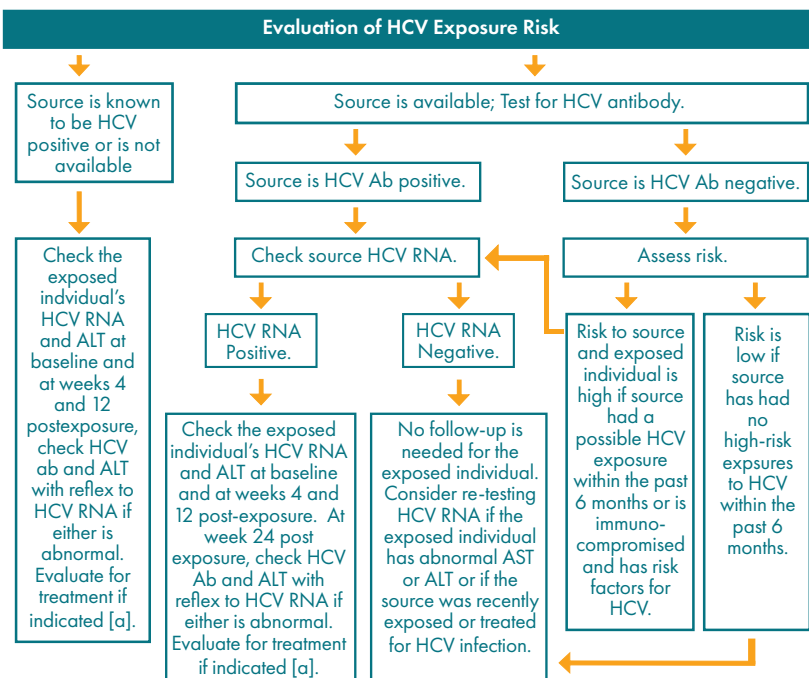 Evaluation of HCV Exposure Risk
Source is known
to be HCV
positive or is not
available
Source is available; Test for HCV antibody.
Source is HCV Ab positive.
Source is HCV Ab negative.
Check the
exposed
indvidual's
HCV RNA
and ALT at
baseline and
at weeks 4
and 12
postexposure,
check HCV
ab and ALT
with reflex to
HCV RNA if
either is
abnormal.
Evaluate for
treatment if
indicated [a].
Check source HCV RNA.
Assess risk.
HCV RNA
Positive.
HCV RNA
Negative.
Risk to source
and exposed
individual is
high if source
had a
possible HCV
exposure
within the past
6 months or is
immuno-
compromised
and has risk
factors for
HCV.
Risk is
low if
source
has had
no
high-risk
expsures
to HCV
within the
past 6
months.
Check the exposed
individual's HCV RNA
and ALT at baseline
and at weeks 4 and
12 post-exposure. At
week 24 post
exposure, check HCV
Ab and ALT with
reflex to HCV RNA if
either is abnormal.
Evaluate for treatment
if indicated [a].
No follow-up is
needed for the
exposed individual.
Consider re-testing
HCV RNA if the
exposed individual
has abnormal AST
or ALT or if the
source was recently
exposed or treated
for HCV infection.